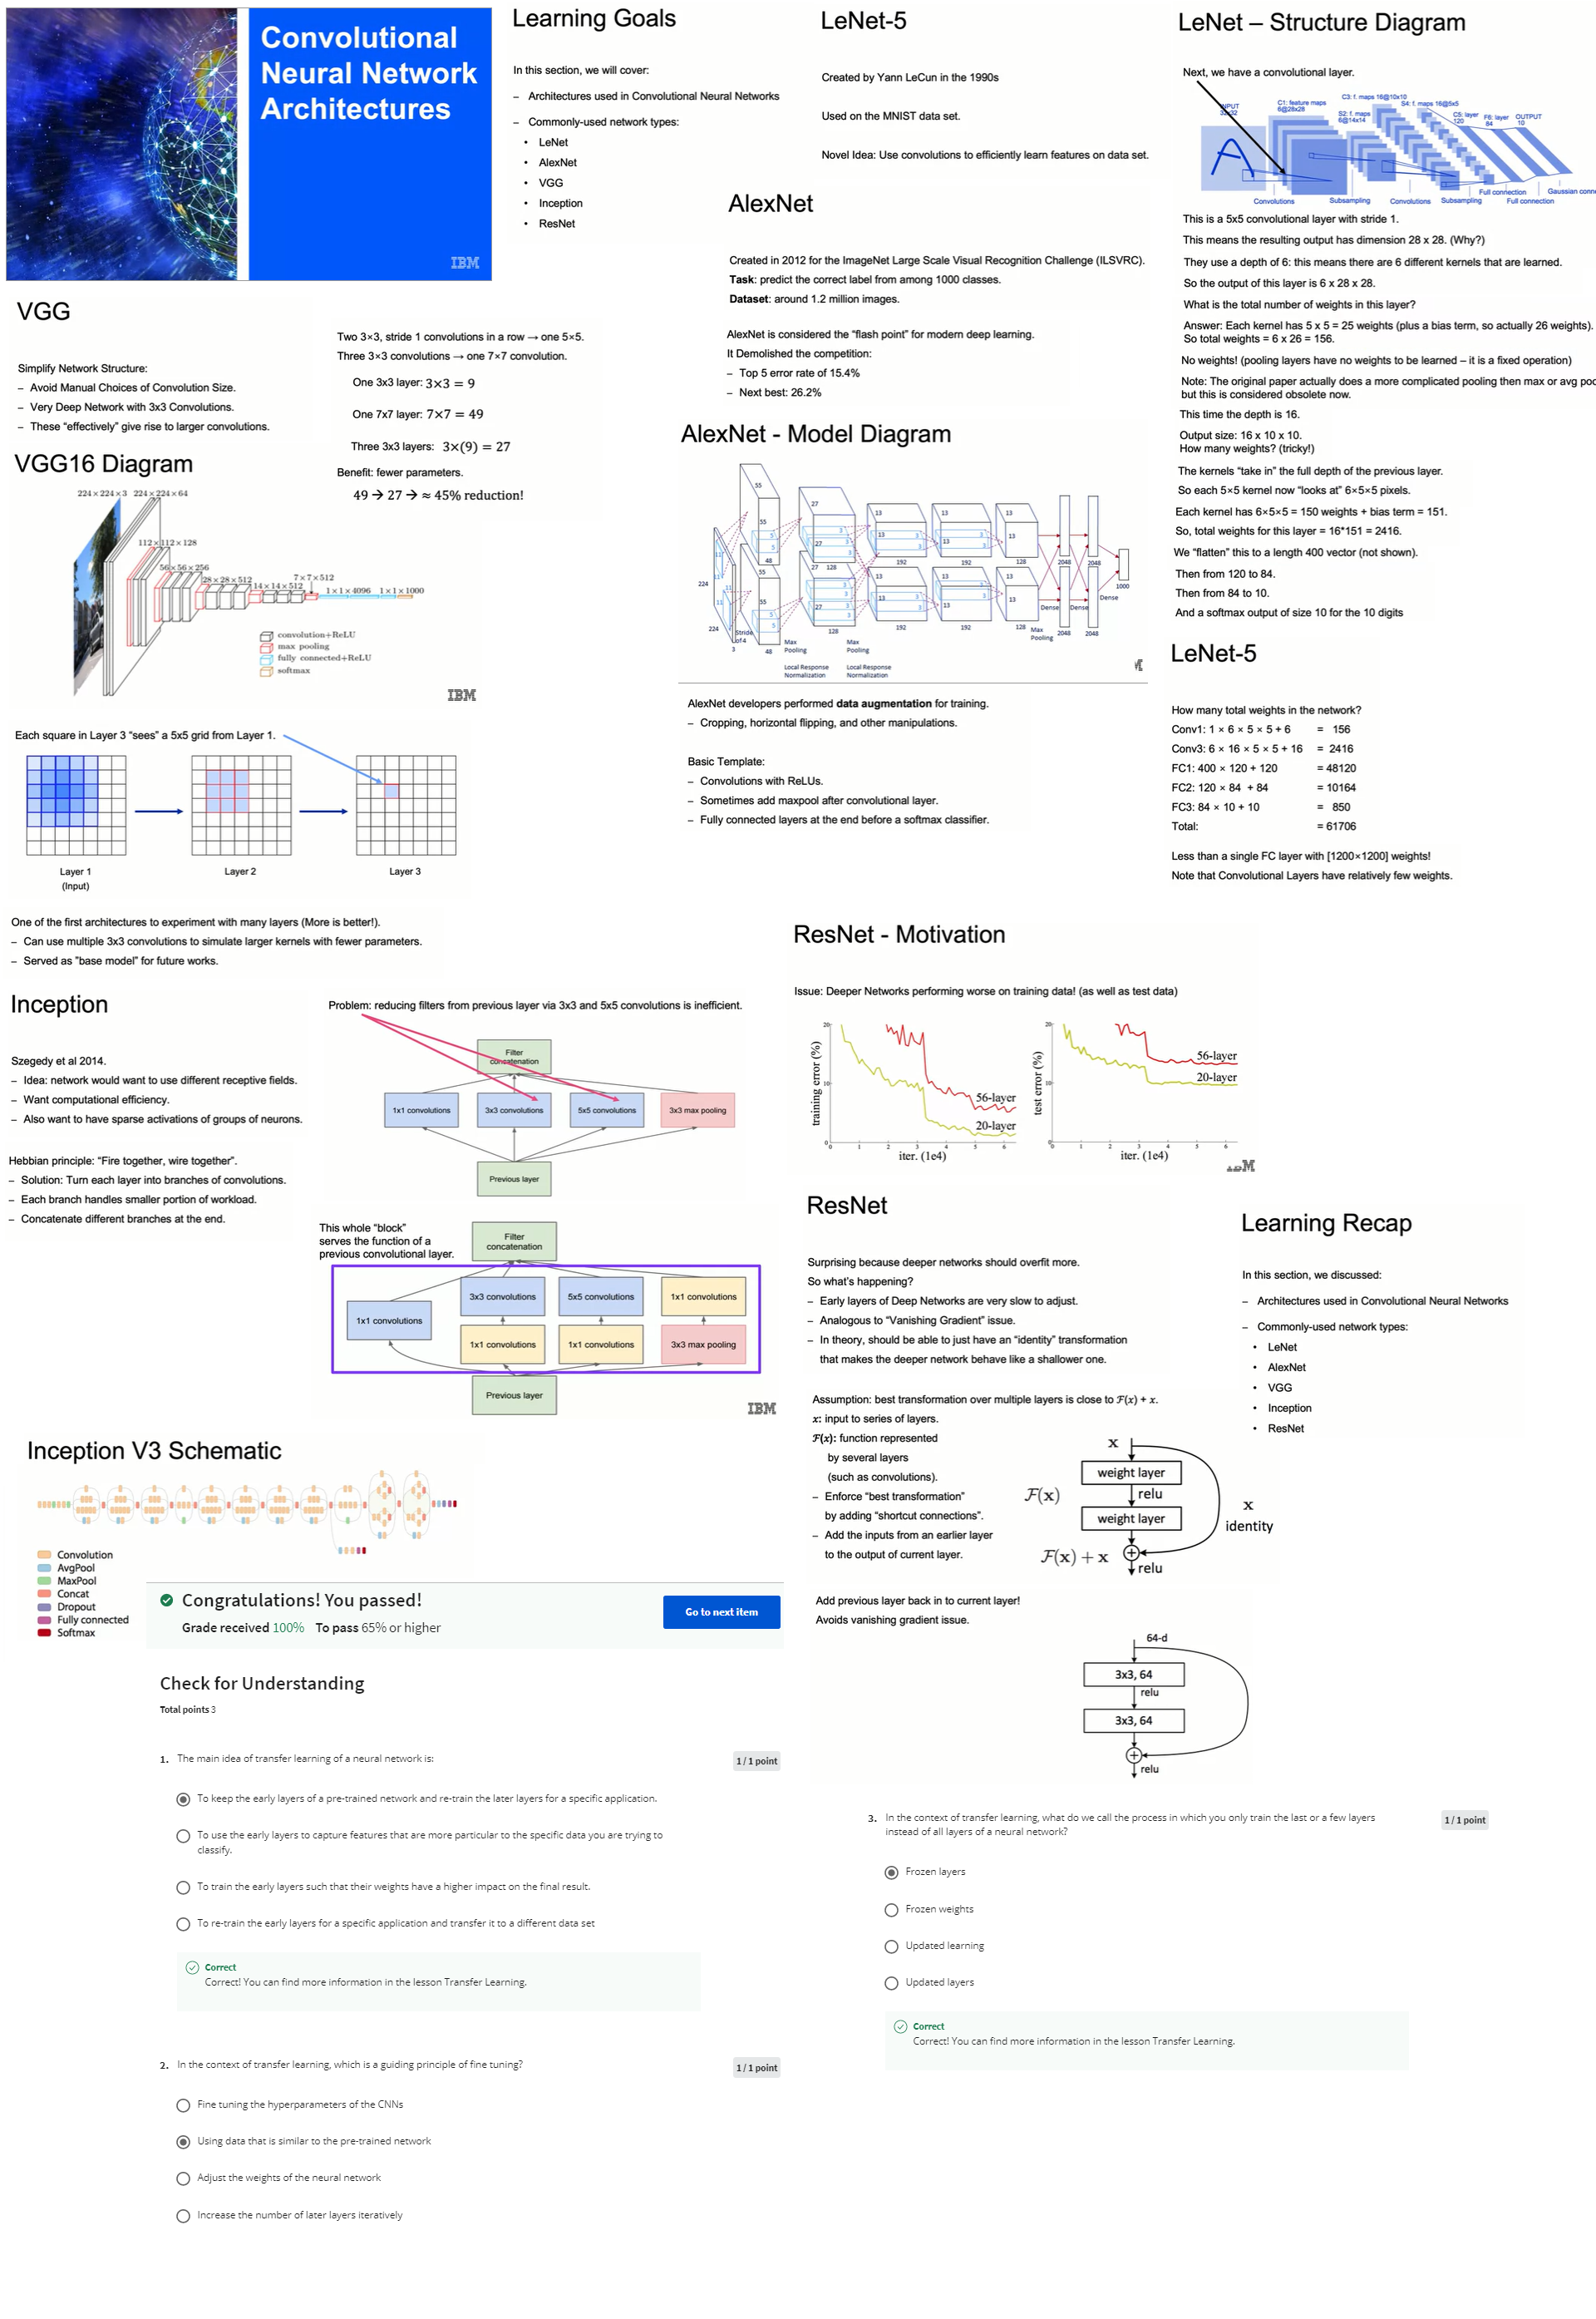 Convolutional
Neural Network
Architectures
IBM
Learning Goals
In this section, we will cover:
– Architectures used in Convolutional Neural Networks
– Commonly-used network types:
• LeNet
• AlexNet
• VGG
• Inception
• ResNet
LeNet-5
Created by Yann LeCun in the 1990s
Used on the MNIST data set.
Novel Idea: Use convolutions to efficiently learn features on data set.
LeNet – Structure Diagram
Next, we have a convolutional layer.
INPUT
32x32
C1: feature maps
6@28x28
C3: f. maps 16@10x10
S2: f. maps
6@14x14
S4: f. maps 16@5x5
C5: layer
120
F6: layer
84
OUTPUT
10
Convolutions
Subsampling
Convolutions
Subsampling
Full connection
Full connection
Gaussian conn
This is a 5x5 convolutional layer with stride 1.
This means the resulting output has dimension 28 x 28. (Why?)
They use a depth of 6: this means there are 6 different kernels that are learned.
So the output of this layer is 6 x 28 x 28.
What is the total number of weights in this layer?
Answer: Each kernel has 5 x 5 = 25 weights (plus a bias term, so actually 26 weights).
So total weights = 6 x 26 = 156.
No weights! (pooling layers have no weights to be learned – it is a fixed operation)
Note: The original paper actually does a more complicated pooling then max or avg poo
but this is considered obsolete now.
This time the depth is 16.
Output size: 16 x 10 x 10.
How many weights? (tricky!)
The kernels “take in” the full depth of the previous layer.
So each 5×5 kernel now “looks at” 6×5×5 pixels.
Each kernel has 6×5×5 = 150 weights + bias term = 151.
So, total weights for this layer = 16*151 = 2416.
We “flatten” this to a length 400 vector (not shown).
Then from 120 to 84.
Then from 84 to 10.
And a softmax output of size 10 for the 10 digits
LeNet-5
How many total weights in the network?
Conv1: 1 × 6 × 5 × 5 + 6 = 156
Conv3: 6 × 16 × 5 × 5 + 16 = 2416
FC1: 400 × 120 + 120 = 48120
FC2: 120 × 84 + 84 = 10164
FC3: 84 × 10 + 10 = 850
Total: = 61706
Less than a single FC layer with [1200×1200] weights!
Note that Convolutional Layers have relatively few weights.
AlexNet
Created in 2012 for the ImageNet Large Scale Visual Recognition Challenge (ILSVRC).
Task: predict the correct label from among 1000 classes.
Dataset: around 1.2 million images.
AlexNet is considered the “flash point” for modern deep learning.
It Demolished the competition:
– Top 5 error rate of 15.4%
– Next best: 26.2%
AlexNet - Model Diagram
55
27
13
13
13
55
5
5
48
27
3
3
128
13
3
3
192
13
3
3
192
13
128
2048
2048
1000
224
11
11
55
27
13
13
13
Dense
Dense
Dense
224
3
Stride
of 4
48
128
192
192
128
Max
Pooling
2048
2048
Max
Pooling
Max
Pooling
Local Response
Normalization
Local Response
Normalization
AlexNet developers performed data augmentation for training.
– Cropping, horizontal flipping, and other manipulations.
Basic Template:
– Convolutions with ReLUs.
– Sometimes add maxpool after convolutional layer.
– Fully connected layers at the end before a softmax classifier.
VGG
Simplify Network Structure:
– Avoid Manual Choices of Convolution Size.
– Very Deep Network with 3x3 Convolutions.
– These “effectively” give rise to larger convolutions.
Two 3×3, stride 1 convolutions in a row → one 5×5.
Three 3×3 convolutions → one 7×7 convolution.
One 3x3 layer: 3×3 = 9
One 7x7 layer: 7×7 = 49
Three 3x3 layers: 3×(9) = 27
Benefit: fewer parameters.
49 → 27 → ≈ 45% reduction!
VGG16 Diagram
224×224×3 224×224×64
112×112×128
56×56×256
28×28×512
14×14×512
7×7×512
1×1×4096 1×1×1000
convolution+ReLU
max pooling
fully connected+ReLU
softmax
IBM
Each square in Layer 3 “sees” a 5x5 grid from Layer 1.
Layer 1
(Input)
Layer 2
Layer 3
One of the first architectures to experiment with many layers (More is better!).
– Can use multiple 3x3 convolutions to simulate larger kernels with fewer parameters.
– Served as ”base model” for future works.
Inception
Szegedy et al 2014.
– Idea: network would want to use different receptive fields.
– Want computational efficiency.
– Also want to have sparse activations of groups of neurons.
Hebbian principle: “Fire together, wire together”.
– Solution: Turn each layer into branches of convolutions.
– Each branch handles smaller portion of workload.
– Concatenate different branches at the end.
Problem: reducing filters from previous layer via 3x3 and 5x5 convolutions is inefficient.
Filter
concatenation
1x1 convolutions
3x3 convolutions
5x5 convolutions
3x3 max pooling
Previous layer
This whole “block”
serves the function of a
previous convolutional layer.
Filter
concatenation
3x3 convolutions
5x5 convolutions
1x1 convolutions
1x1 convolutions
1x1 convolutions
1x1 convolutions
3x3 max pooling
Previous layer
IBM
Inception V3 Schematic
Convolution
AvgPool
MaxPool
Concat
Dropout
Fully connected
Softmax
ResNet - Motivation
Issue: Deeper Networks performing worse on training data! (as well as test data)
training error (%)
20
10
0
0 1 2 3 4 5 6
iter. (1e4)
56-layer
20-layer
test error (%)
20
10
0
0 1 2 3 4 5 6
iter. (1e4)
56-layer
20-layer
ResNet
Surprising because deeper networks should overfit more.
So what’s happening?
– Early layers of Deep Networks are very slow to adjust.
– Analogous to “Vanishing Gradient” issue.
– In theory, should be able to just have an “identity” transformation
that makes the deeper network behave like a shallower one.
Assumption: best transformation over multiple layers is close to F(x) + x.
x: input to series of layers.
F(x): function represented
by several layers
(such as convolutions).
– Enforce “best transformation”
by adding “shortcut connections”.
– Add the inputs from an earlier layer
to the output of current layer.
x
weight layer
F(x)
relu
weight layer
x
identity
F(x) + x
relu
Add previous layer back in to current layer!
Avoids vanishing gradient issue.
64-d
3x3, 64
relu
3x3, 64
relu
Learning Recap
In this section, we discussed:
– Architectures used in Convolutional Neural Networks
– Commonly-used network types:
• LeNet
• AlexNet
• VGG
• Inception
• ResNet
Congratulations! You passed!
Grade received 100% To pass 65% or higher
Go to next item
Check for Understanding
Total points 3
1. The main idea of transfer learning of a neural network is:
1 / 1 point
To keep the early layers of a pre-trained network and re-train the later layers for a specific application.
To use the early layers to capture features that are more particular to the specific data you are trying to
classify.
To train the early layers such that their weights have a higher impact on the final result.
To re-train the early layers for a specific application and transfer it to a different data set
Correct
Correct! You can find more information in the lesson Transfer Learning.
2. In the context of transfer learning, which is a guiding principle of fine tuning?
1 / 1 point
Fine tuning the hyperparameters of the CNNs
Using data that is similar to the pre-trained network
Adjust the weights of the neural network
Increase the number of later layers iteratively
3. In the context of transfer learning, what do we call the process in which you only train the last or a few layers
instead of all layers of a neural network?
1 / 1 point
Frozen layers
Frozen weights
Updated learning
Updated layers
Correct
Correct! You can find more information in the lesson Transfer Learning.